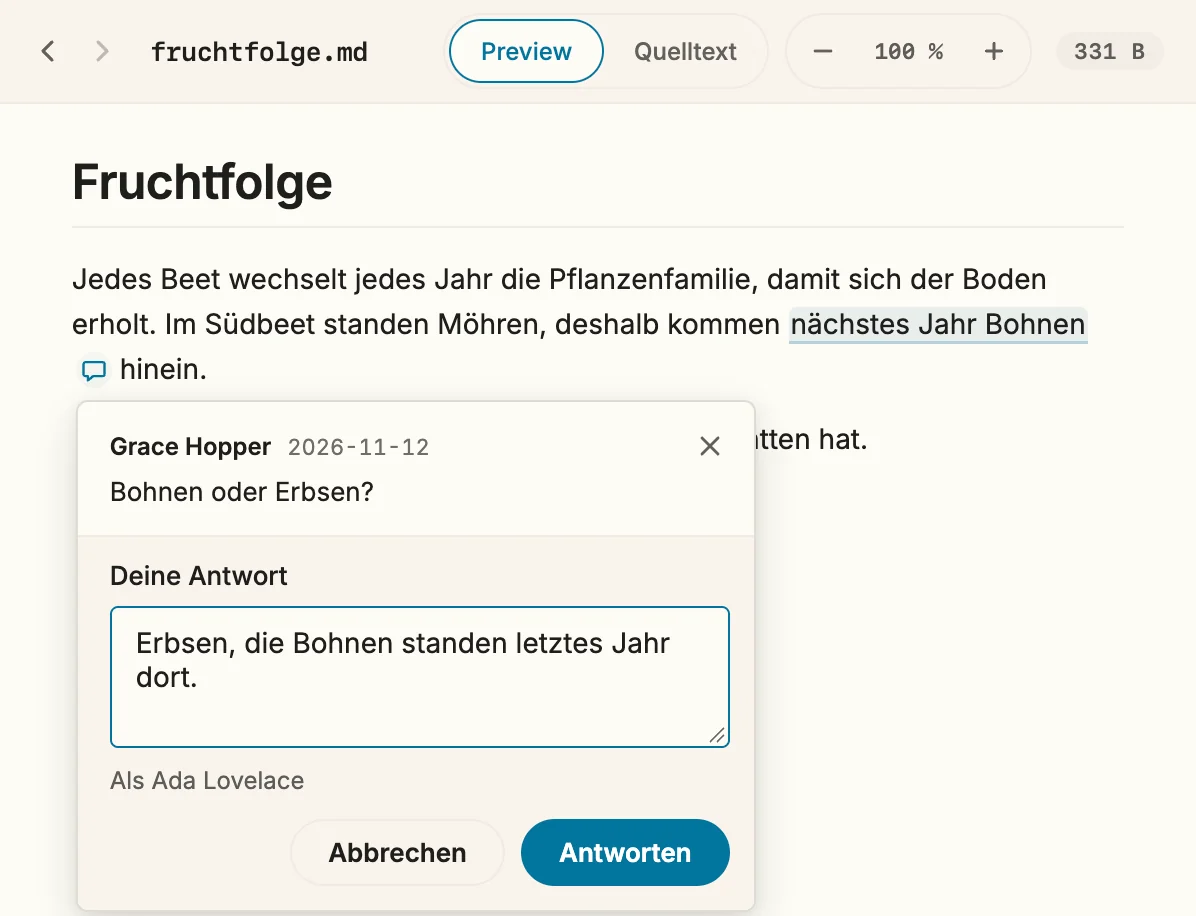 fruchtfolge.md
Preview
Quelltext
100 %
331 B
Fruchtfolge
Jedes Beet wechselt jedes Jahr die Pflanzenfamilie, damit sich der Boden
erholt. Im Südbeet standen Möhren, deshalb kommen nächstes Jahr Bohnen
hinein.
hat.
Grace Hopper 2026-11-12
Bohnen oder Erbsen?
Deine Antwort
Erbsen, die Bohnen standen letztes Jahr
dort.
Als Ada Lovelace
Abbrechen
Antworten